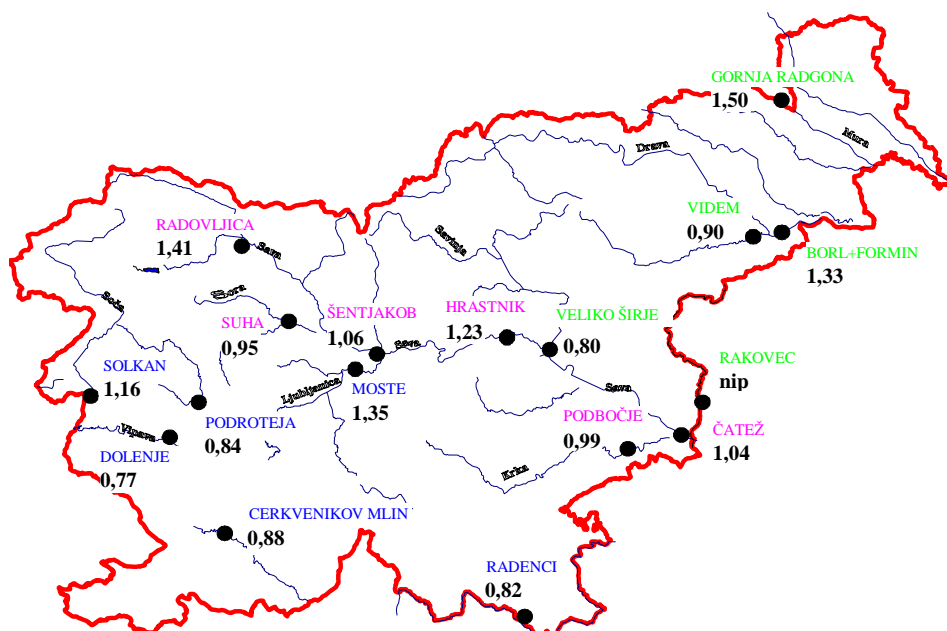 GORNJA RADGONA
1,50
Mura
Drava
VIDEM
0,90
BORL+FORMIN
1,33
RADOVLJICA
1,41
Sava
Savinja
Soča
Sora
SUHA
0,95
ŠENTJAKOB
1,06
Sava
HRASTNIK
1,23
VELIKO ŠIRJE
0,80
SOLKAN
1,16
Ljubljanica
MOSTE
1,35
Sava
RAKOVEC
nip
PODROTEJA
0,84
Vipava
DOLENJE
0,77
PODBOČJE
0,99
ČATEŽ
1,04
Krka
CERKVENIKOV MLIN
0,88
RADENCI
0,82